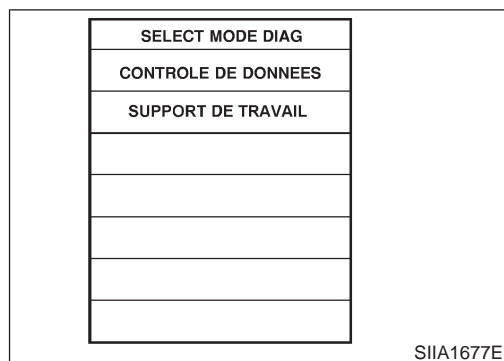 SELECT MODE DIAG
CONTROLE DE DONNEES
SUPPORT DE TRAVAIL
SIIA1677E